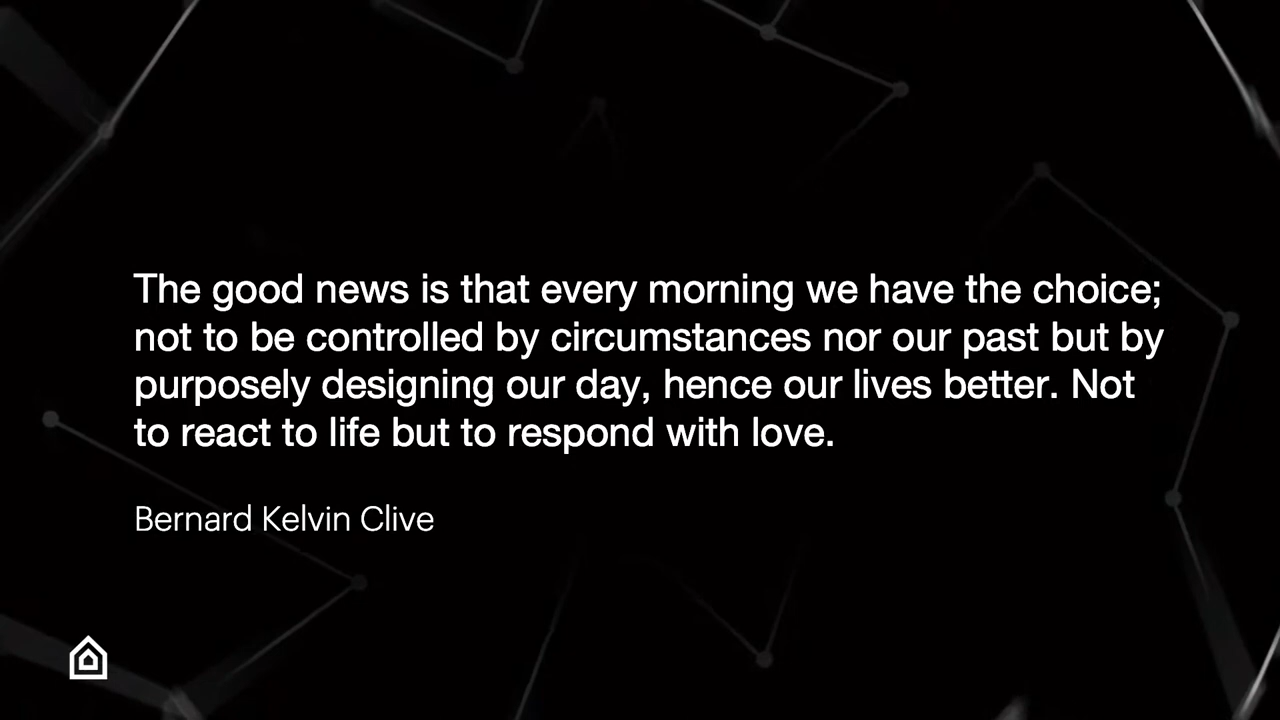 The good news is that every morning we have the choice;
not to be controlled by circumstances nor our past but by
purposely designing our day, hence our lives better. Not
to react to life but to respond with love.
Bernard Kelvin Clive